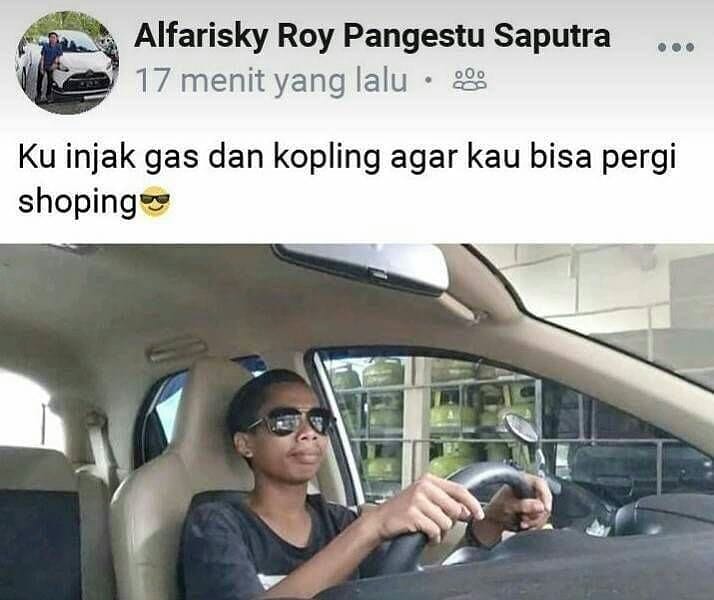 Alfarisky Roy Pangestu Saputra
17 menit yang lalu •
Ku injak gas dan kopling agar kau bisa pergi
shoping😎